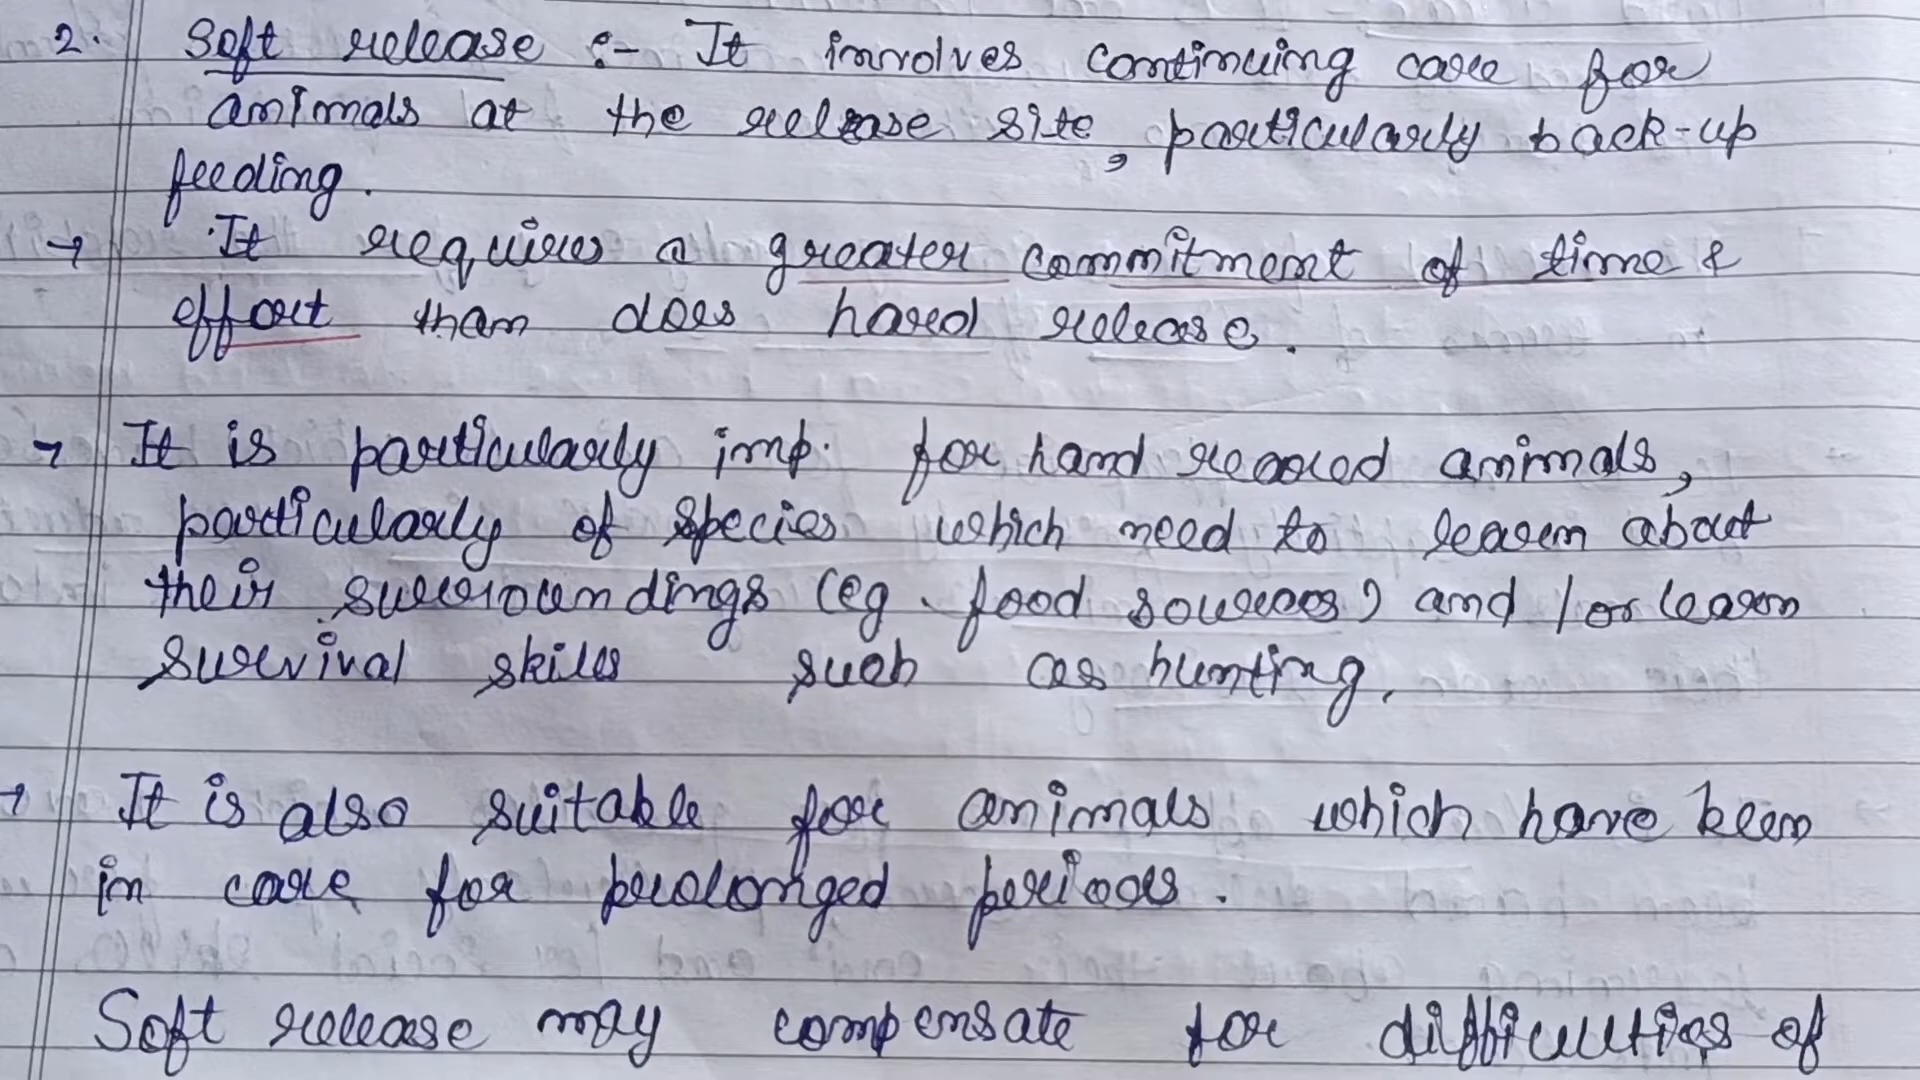 2. Soft release :- It involves continuing care for
animals at the release site, particularly back-up
feeding.
→ It requires a greater commitment of time &
effort than does hard release.
→ It is particularly imp. for hand reared animals,
particularly of species which need to learn about
their surroundings (eg. food sources) and / or learn
survival skills such as hunting.
→ It is also suitable for animals which have been
in care for prolonged periods.
Soft release may compensate for difficulties of